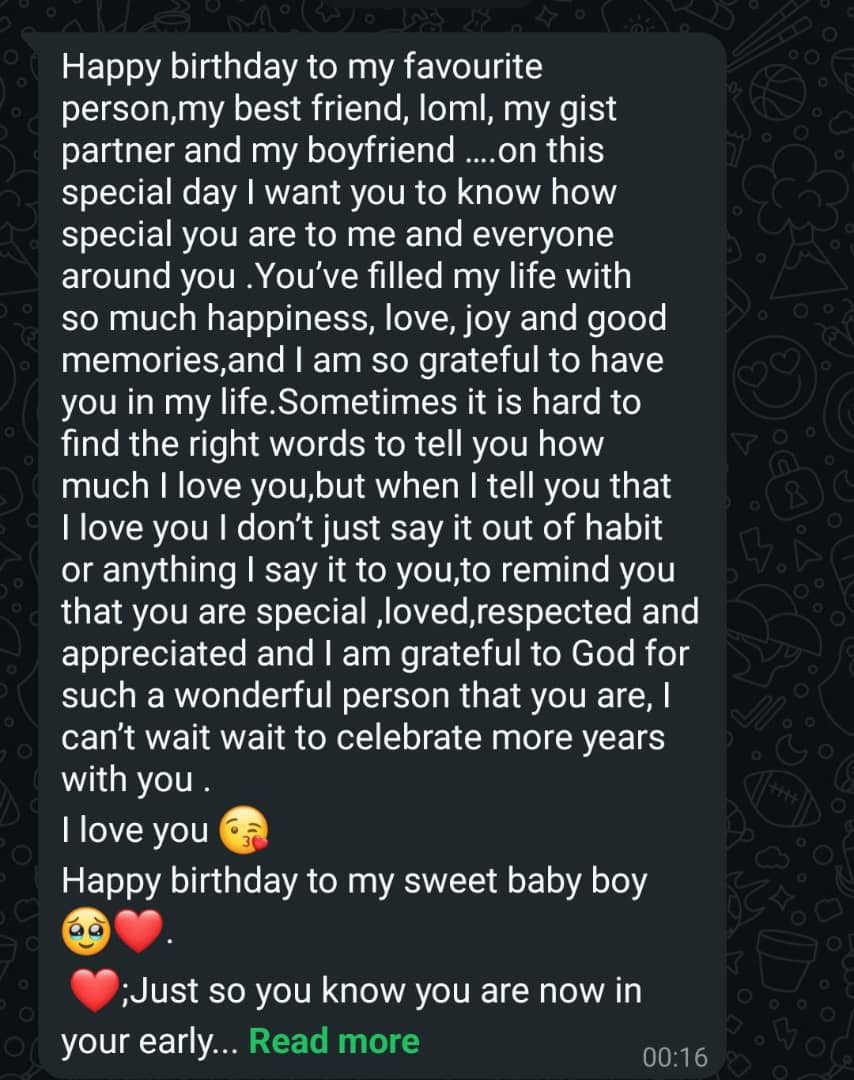 Happy birthday to my favourite
person,my best friend, loml, my gist
partner and my boyfriend ....on this
special day I want you to know how
special you are to me and everyone
around you .You’ve filled my life with
so much happiness, love, joy and good
memories,and I am so grateful to have
you in my life.Sometimes it is hard to
find the right words to tell you how
much I love you,but when I tell you that
I love you I don’t just say it out of habit
or anything I say it to you,to remind you
that you are special ,loved,respected and
appreciated and I am grateful to God for
such a wonderful person that you are, I
can’t wait wait to celebrate more years
with you .
I love you 😘
Happy birthday to my sweet baby boy
🥹❤️.
❤️;Just so you know you are now in
your early... Read more
00:16